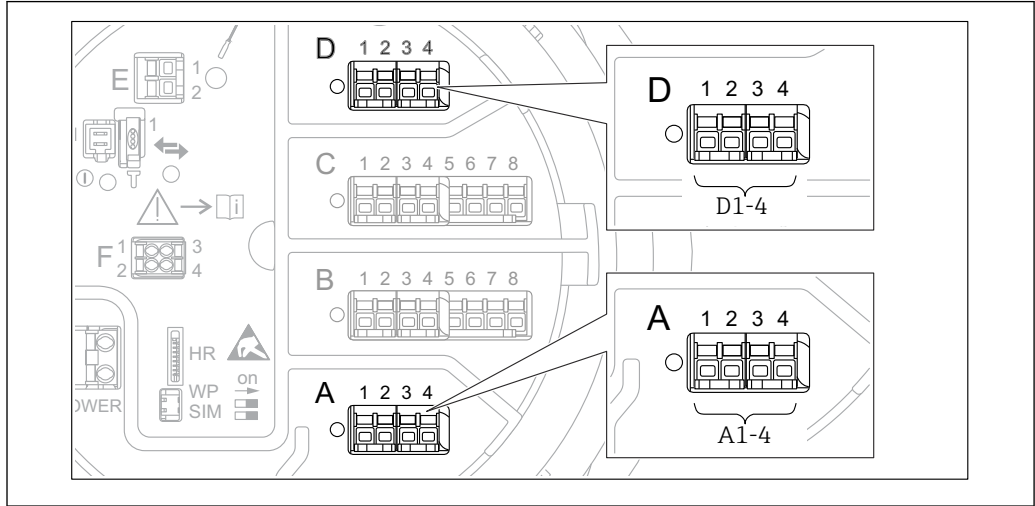 D 1 2 3 4
E 1
2
1
D 1 2 3 4
D1-4
C 1 2 3 4 5 6 7 8
i
F 1 3
2 4
B 1 2 3 4 5 6 7 8
A 1 2 3 4
A1-4
HR
WP on
SIM
OWER
A 1 2 3 4